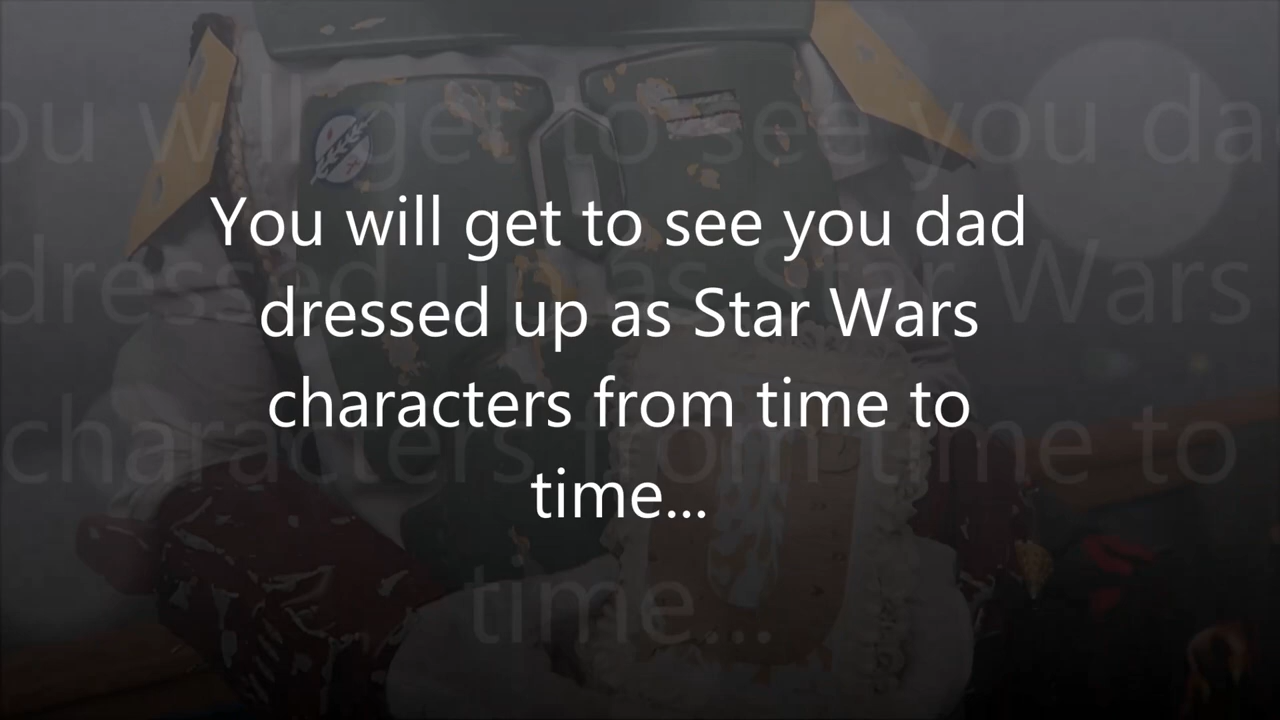 You will get to see you dad
dressed up as Star Wars
characters from time to
time...